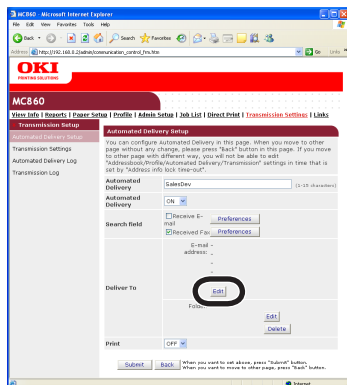 MC860 - Microsoft Internet Explorer
File Edit View Favorites Tools Help
Back Search Favorites
Address http://192.168.0.2/admin/communication_control_frm.htm Go Links
OKI
PRINTING SOLUTIONS
MC860
View Info | Reports | Paper Setup | Profile | Admin Setup | Job List | Direct Print | Transmission Settings | Links
Transmission Setup
Automated Delivery Setup
Transmission Settings
Automated Delivery Log
Transmission Log
Automated Delivery Setup
You can configure Automated Delivery in this page. When you move to other
page without any change, please press "Back" button in this page. If you move
to other page with different way, you will not be able to edit
"Addressbook/Profile/Automated Delivery/Transmission" settings in time that is
set by "Address info lock time-out".
Automated
Delivery
SalesDev (1-15 characters)
Automated
Delivery
ON
Search field
Receive E-
mail
Preferences
Received Fax Preferences
Deliver To
E-mail -
address: -
-
-
Edit
Folder
Edit
Delete
Print OFF
Submit Back
When you want to set above, press "Submit" button.
When you want to move to other page, press "Back" button.
Internet